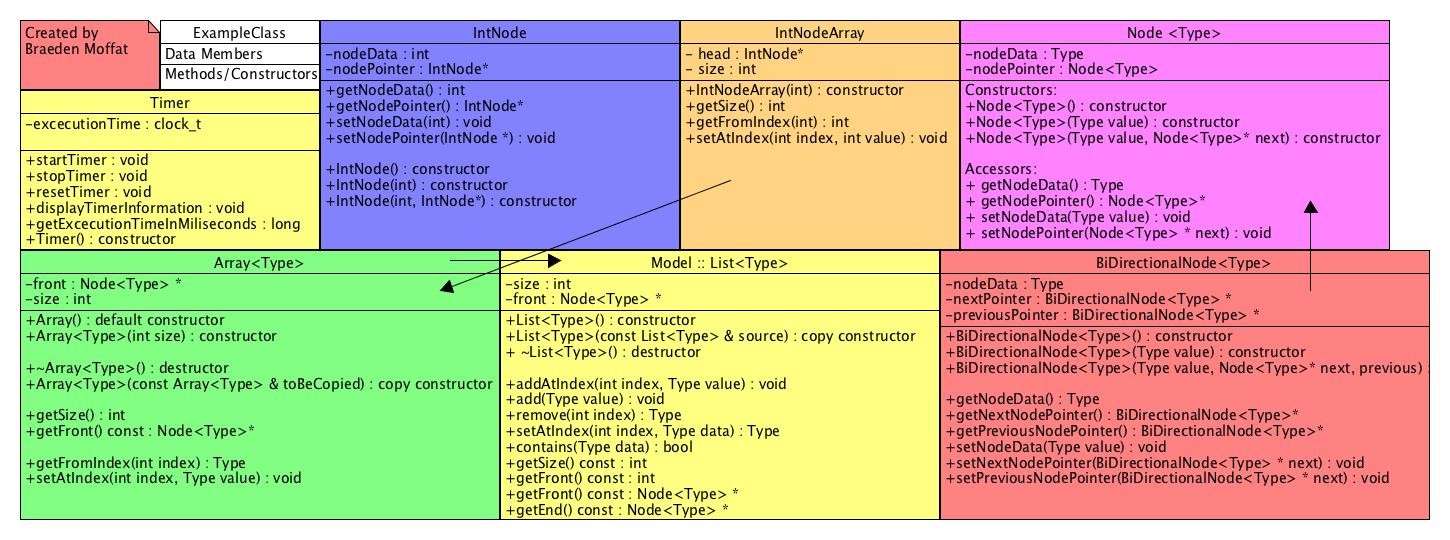 Created by
Braeden Moffat
ExampleClass
Data Members
Methods/Constructors
Timer
-excecutionTime : clock_t
+startTimer : void
+stopTimer : void
+resetTimer : void
+displayTimerInformation : void
+getExcecutionTimeInMiliseconds : long
+Timer() : constructor
IntNode
-nodeData : int
-nodePointer : IntNode*
+getNodeData() : int
+getNodePointer() : IntNode*
+setNodeData(int) : void
+setNodePointer(IntNode *) : void
+IntNode() : constructor
+IntNode(int) : constructor
+IntNode(int, IntNode*) : constructor
IntNodeArray
- head : IntNode*
- size : int
+IntNodeArray(int) : constructor
+getSize() : int
+getFromIndex(int) : int
+setAtIndex(int index, int value) : void
Node <Type>
-nodeData : Type
-nodePointer : Node<Type>
Constructors:
+Node<Type>() : constructor
+Node<Type>(Type value) : constructor
+Node<Type>(Type value, Node<Type>* next) : constructor
Accessors:
+ getNodeData() : Type
+ getNodePointer() : Node<Type>*
+ setNodeData(Type value) : void
+ setNodePointer(Node<Type> * next) : void
Array<Type>
-front : Node<Type> *
-size : int
+Array() : default constructor
+Array<Type>(int size) : constructor
+~Array<Type>() : destructor
+Array<Type>(const Array<Type> & toBeCopied) : copy constructor
+getSize() : int
+getFront() const : Node<Type>*
+getFromIndex(int index) : Type
+setAtIndex(int index, Type value) : void
Model :: List<Type>
-size : int
-front : Node<Type> *
+List<Type>() : constructor
+List<Type>(const List<Type> & source) : copy constructor
+ ~List<Type>() : destructor
+addAtIndex(int index, Type value) : void
+add(Type value) : void
+remove(int index) : Type
+setAtIndex(int index, Type data) : Type
+contains(Type data) : bool
+getSize() const : int
+getFront() const : int
+getFront() const : Node<Type> *
+getEnd() const : Node<Type> *
BiDirectionalNode<Type>
-nodeData : Type
-nextPointer : BiDirectionalNode<Type> *
-previousPointer : BiDirectionalNode<Type> *
+BiDirectionalNode<Type>() : constructor
+BiDirectionalNode<Type>(Type value) : constructor
+BiDirectionalNode<Type>(Type value, Node<Type>* next, previous) :
+getNodeData() : Type
+getNextNodePointer() : BiDirectionalNode<Type>*
+getPreviousNodePointer() : BiDirectionalNode<Type>*
+setNodeData(Type value) : void
+setNextNodePointer(BiDirectionalNode<Type> * next) : void
+setPreviousNodePointer(BiDirectionalNode<Type> * next) : void